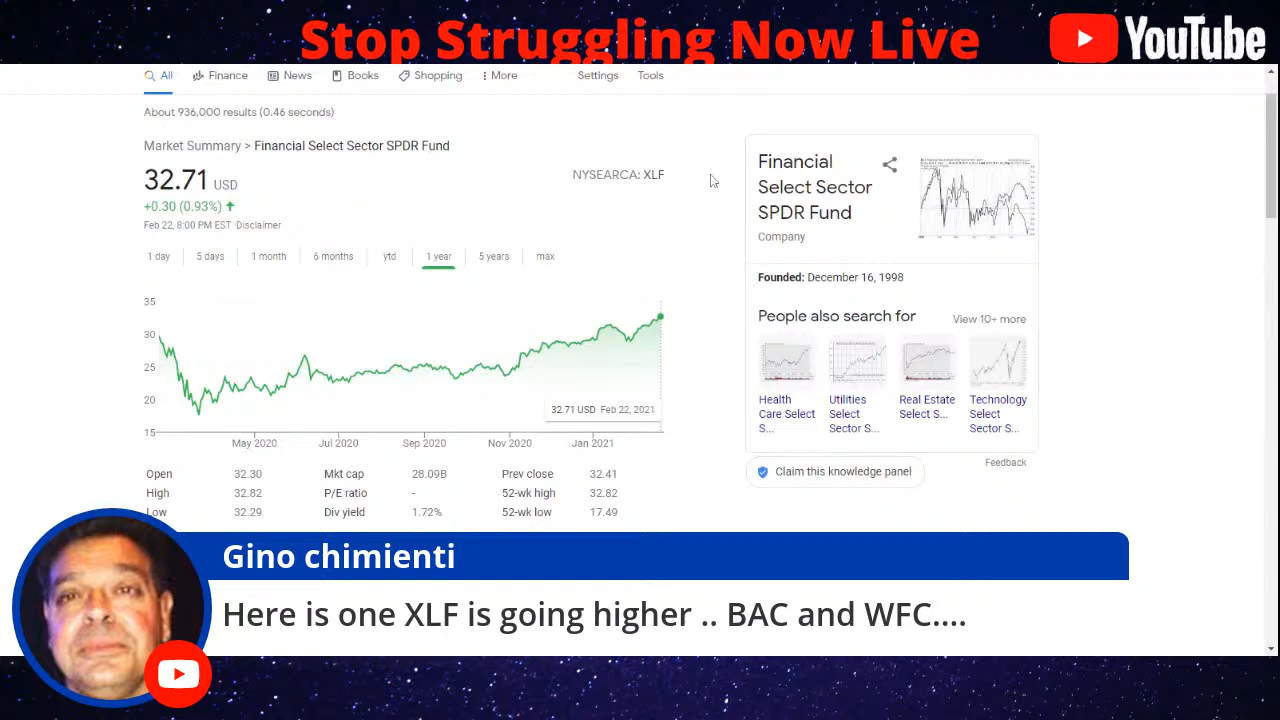 Stop Struggling Now Live
YouTube
All Finance News Books Shopping More Settings Tools
About 936,000 results (0.46 seconds)
Market Summary > Financial Select Sector SPDR Fund
32.71 USD
NYSEARCA: XLF
+0.30 (0.93%)
Feb 22, 8:00 PM EST · Disclaimer
1 day 5 days 1 month 6 months ytd 1 year 5 years max
35
30
25
20
15
32.71 USD Feb 22, 2021
May 2020 Jul 2020 Sep 2020 Nov 2020 Jan 2021
Open 32.30 Mkt cap 28.09B Prev close 32.41
High 32.82 P/E ratio - 52-wk high 32.82
Low 32.29 Div yield 1.72% 52-wk low 17.49
Financial
Select Sector
SPDR Fund
Company
Founded: December 16, 1998
People also search for View 10+ more
Health
Care Select
S...
Utilities
Select
Sector S...
Real Estate
Select S...
Technology
Select
Sector S...
Feedback
Claim this knowledge panel
Gino chimienti
Here is one XLF is going higher .. BAC and WFC....